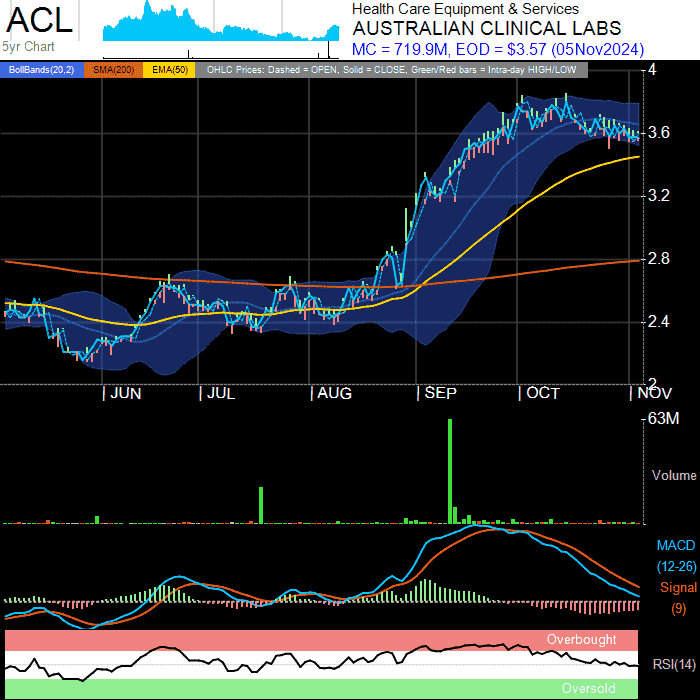 ACL
5yr Chart
Health Care Equipment & Services
AUSTRALIAN CLINICAL LABS
MC = 719.9M, EOD = $3.57 (05Nov2024)
BollBands(20,2) SMA(200) EMA(50) OHLC Prices: Dashed = OPEN, Solid = CLOSE, Green/Red bars = Intra-day HIGH/LOW
4
3.6
3.2
2.8
2.4
2
JUN JUL AUG SEP OCT NOV
63M
Volume
MACD
(12-26)
Signal
(9)
Overbought
RSI(14)
Oversold